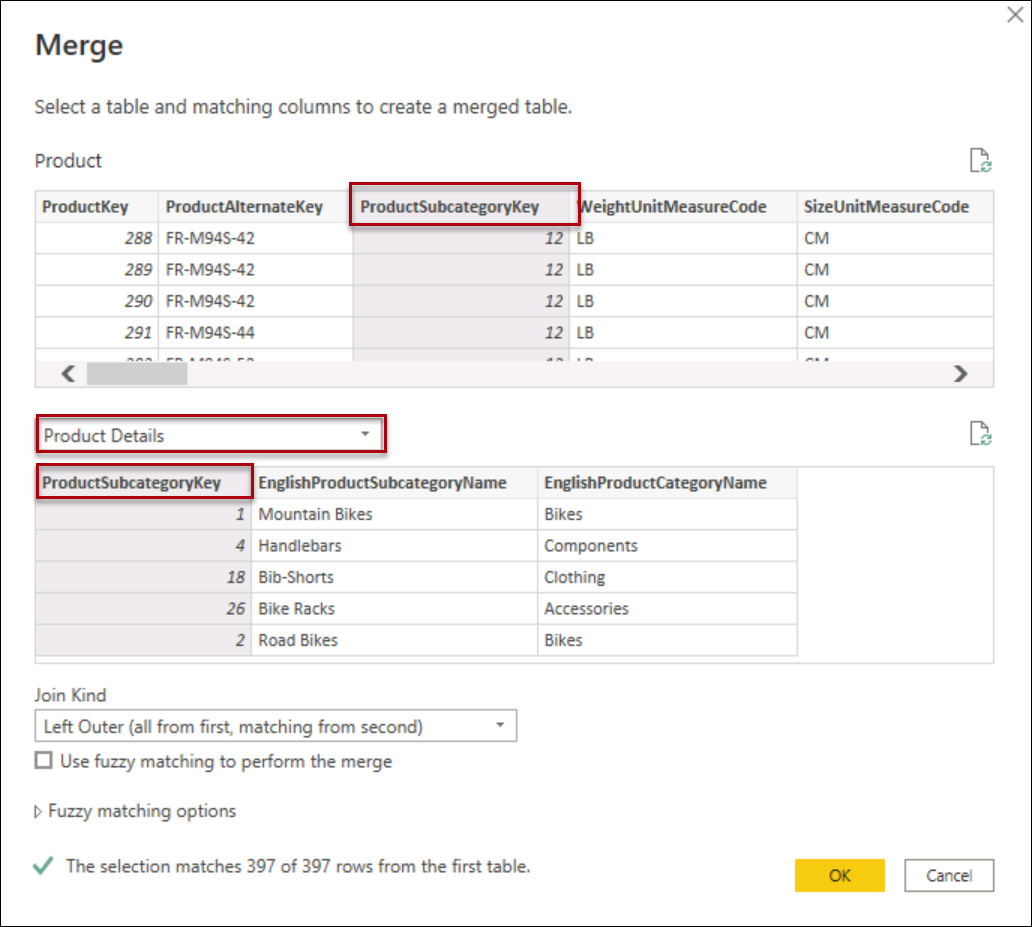 Merge
Select a table and matching columns to create a merged table.
Product
ProductKey ProductAlternateKey ProductSubcategoryKey WeightUnitMeasureCode SizeUnitMeasureCode
288 FR-M94S-42 12 LB CM
289 FR-M94S-42 12 LB CM
290 FR-M94S-42 12 LB CM
291 FR-M94S-44 12 LB CM
Product Details
ProductSubcategoryKey EnglishProductSubcategoryName EnglishProductCategoryName
1 Mountain Bikes Bikes
4 Handlebars Components
18 Bib-Shorts Clothing
26 Bike Racks Accessories
2 Road Bikes Bikes
Join Kind
Left Outer (all from first, matching from second)
Use fuzzy matching to perform the merge
Fuzzy matching options
The selection matches 397 of 397 rows from the first table.
OK Cancel